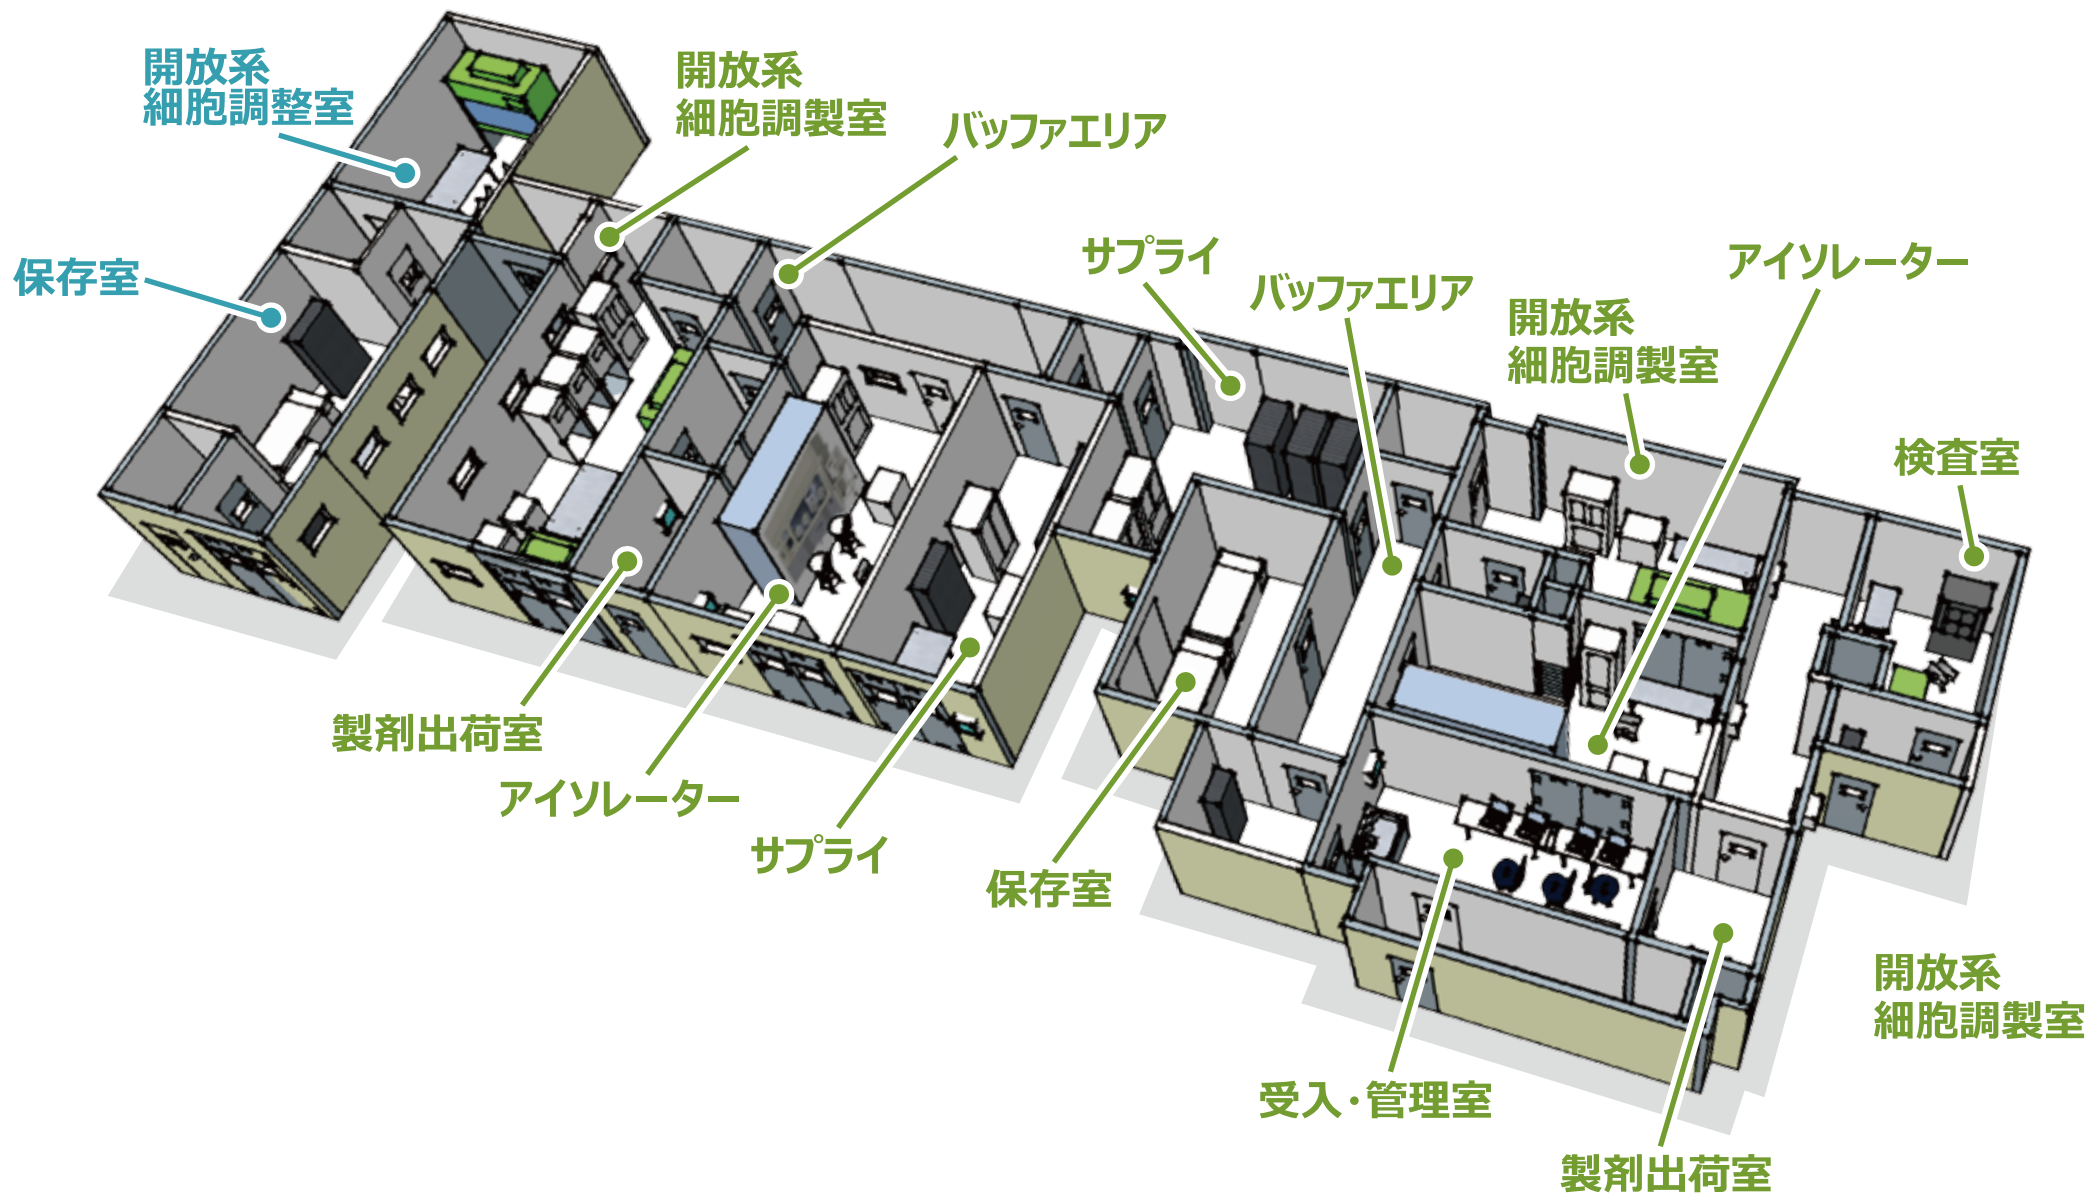 開放系
細胞調整室
開放系
細胞調製室
バッファエリア
保存室
サプライ
バッファエリア
アイソレーター
開放系
細胞調製室
検査室
製剤出荷室
アイソレーター
サプライ
保存室
開放系
細胞調製室
受入・管理室
製剤出荷室